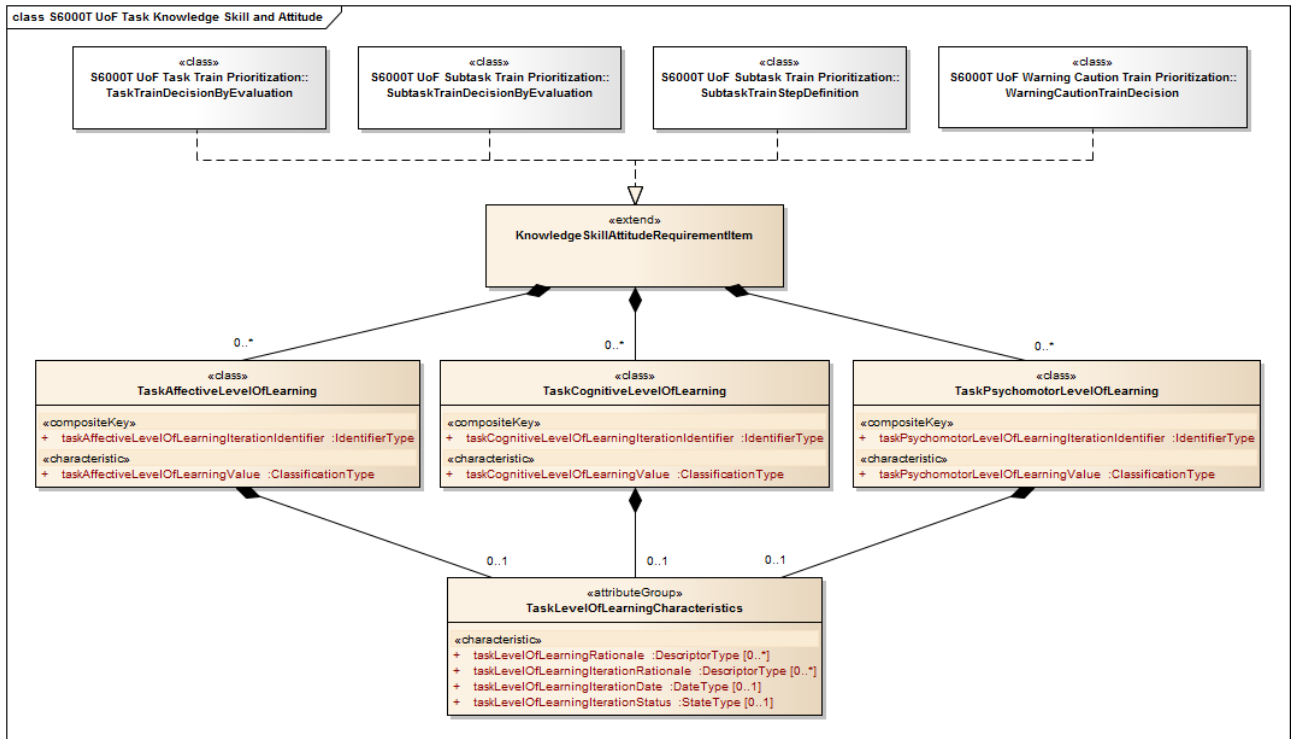 class S6000T UoF Task Knowledge Skill and Attitude
«class»
S6000T UoF Task Train Prioritization::
TaskTrainDecisionByEvaluation
«class»
S6000T UoF Subtask Train Prioritization::
SubtaskTrainDecisionByEvaluation
«class»
S6000T UoF Subtask Train Prioritization::
SubtaskTrainStepDefinition
«class»
S6000T UoF Warning Caution Train Prioritization::
WarningCautionTrainDecision
«extend»
KnowledgeSkillAttitudeRequirementItem
0..*
0..*
0..*
«class»
TaskAffectiveLevelOfLearning
«compositeKey»
+ taskAffectiveLevelOfLearningIterationIdentifier :IdentifierType
«characteristic»
+ taskAffectiveLevelOfLearningValue :ClassificationType
«class»
TaskCognitiveLevelOfLearning
«compositeKey»
+ taskCognitiveLevelOfLearningIterationIdentifier :IdentifierType
«characteristic»
+ taskCognitiveLevelOfLearningValue :ClassificationType
«class»
TaskPsychomotorLevelOfLearning
«compositeKey»
+ taskPsychomotorLevelOfLearningIterationIdentifier :IdentifierType
«characteristic»
+ taskPsychomotorLevelOfLearningValue :ClassificationType
0..1
0..1
0..1
«attributeGroup»
TaskLevelOfLearningCharacteristics
«characteristic»
+ taskLevelOfLearningRationale :DescriptorType [0..*]
+ taskLevelOfLearningIterationRationale :DescriptorType [0..*]
+ taskLevelOfLearningIterationDate :DateType [0..1]
+ taskLevelOfLearningIterationStatus :StateType [0..1]